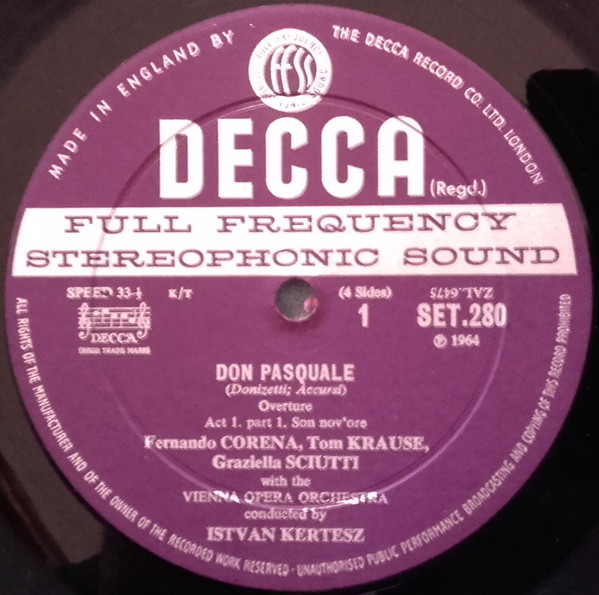 MADE IN ENGLAND BY
THE DECCA RECORD CO. LTD. LONDON
FULL FREQUENCY
ffss
DECCA (Regd.)
FULL FREQUENCY
STEREOPHONIC SOUND
SPEED 33⅓ K/T (4 Sides) ZAL.6475
1 SET.280
DECCA
℗ 1964
DON PASQUALE
(Donizetti; Accursi)
Overture
Act 1. part 1. Son nov'ore
Fernando CORENA, Tom KRAUSE,
Graziella SCIUTTI
with the
VIENNA OPERA ORCHESTRA
conducted by
ISTVAN KERTESZ
ALL RIGHTS OF THE MANUFACTURER AND OF THE OWNER OF THE RECORDED WORK RESERVED · UNAUTHORISED PUBLIC PERFORMANCE BROADCASTING AND COPYING OF THIS RECORD PROHIBITED